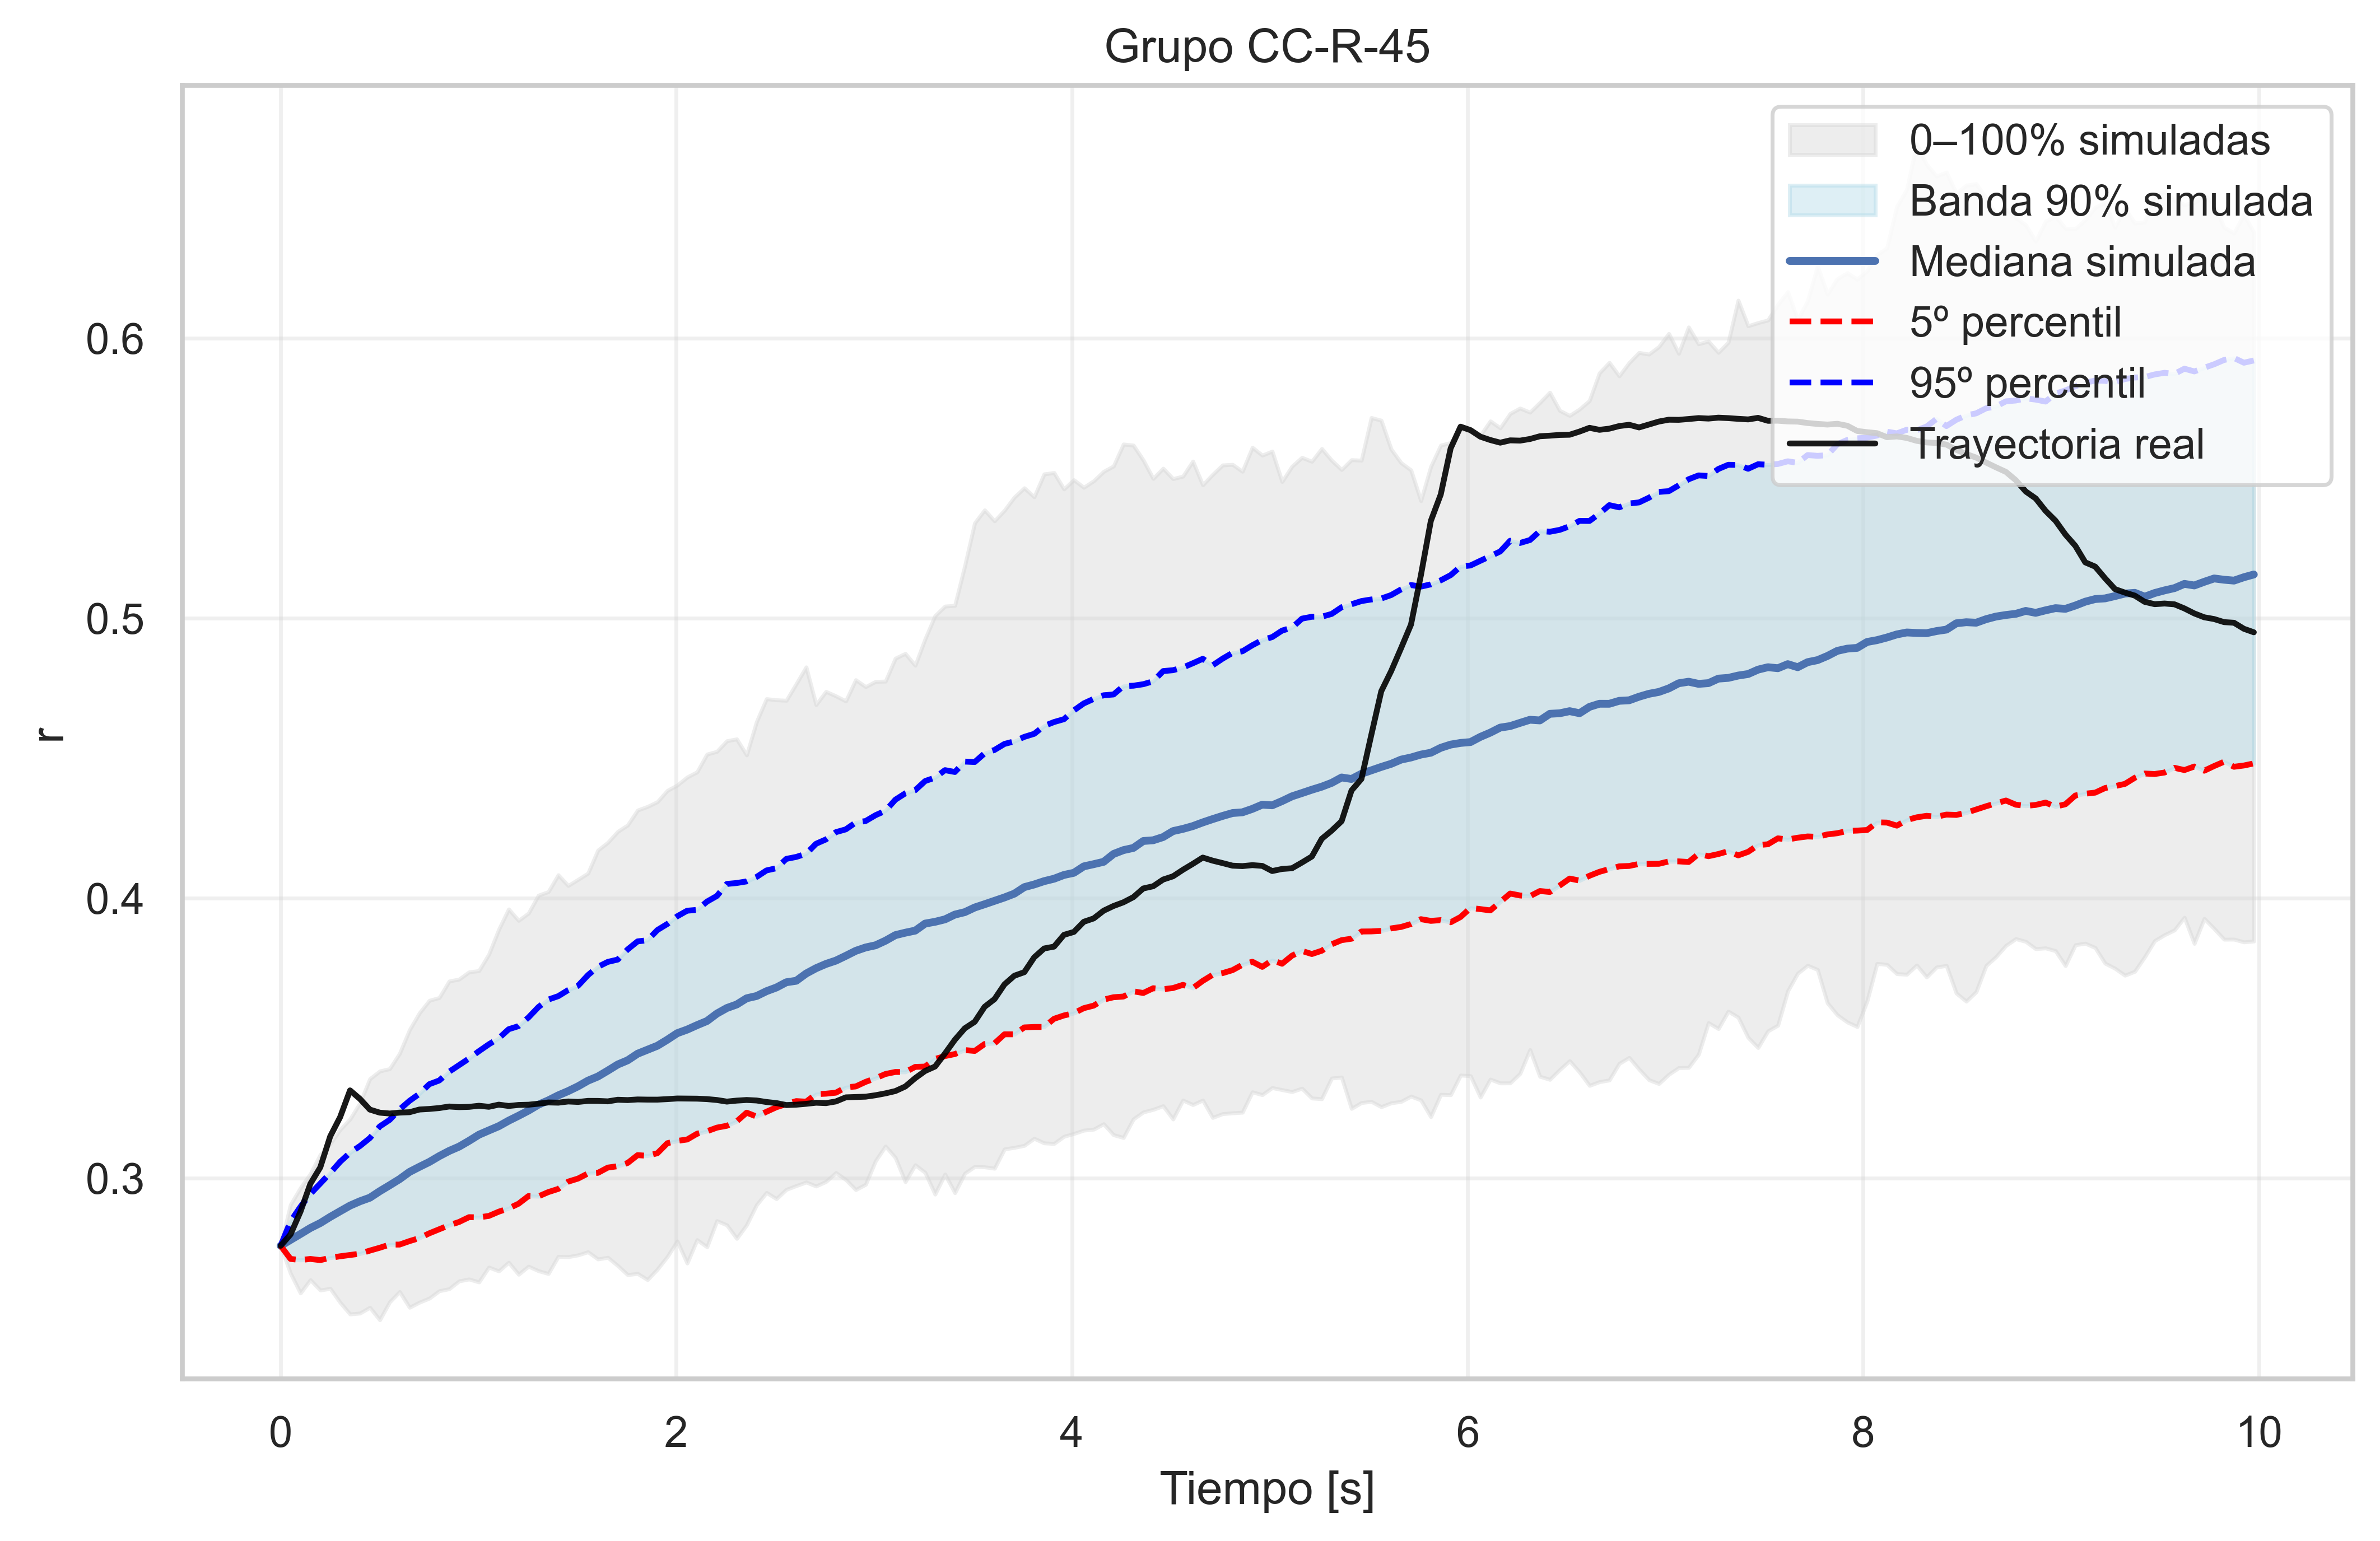 Grupo CC-R-45
0–100% simuladas
Banda 90% simulada
Mediana simulada
5º percentil
95º percentil
Trayectoria real
r
0.6
0.5
0.4
0.3
0 2 4 6 8 10
Tiempo [s]